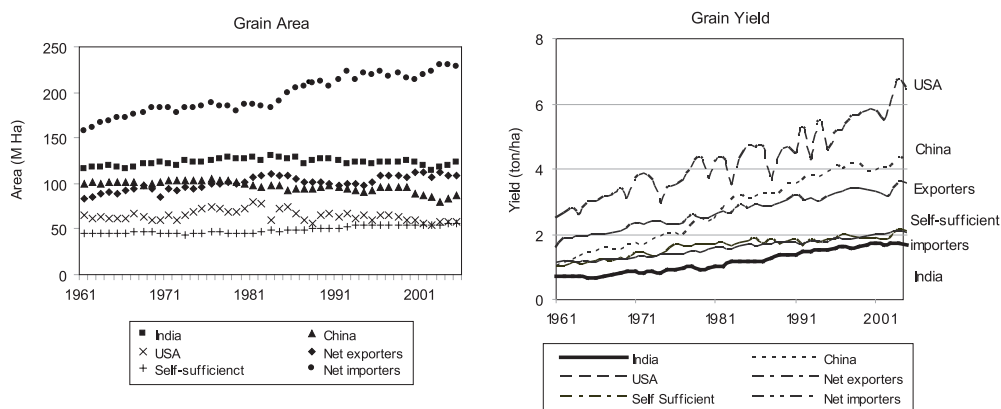 Grain Area
250
200
150
100
50
0
Area (M Ha)
1961 1971 1981 1991 2001
India China
USA Net exporters
Self-sufficienct Net importers
Grain Yield
8
6
4
2
0
Yield (ton/ha)
USA
China
Exporters
Self-sufficient
importers
India
1961 1971 1981 1991 2001
India China
USA Net exporters
Self Sufficient Net importers